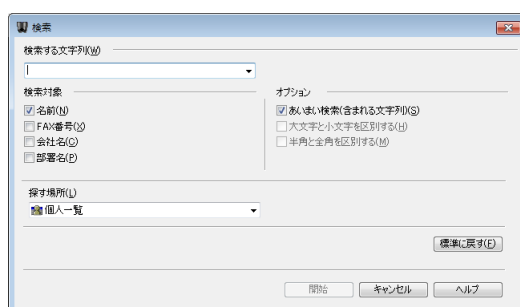 検索
検索する文字列(W)
検索対象
名前(N)
FAX番号(X)
会社名(C)
部署名(P)
オプション
あいまい検索(含まれる文字列)(S)
大文字と小文字を区別する(H)
半角と全角を区別する(M)
探す場所(L)
個人一覧
標準に戻す(F)
開始
キャンセル
ヘルプ